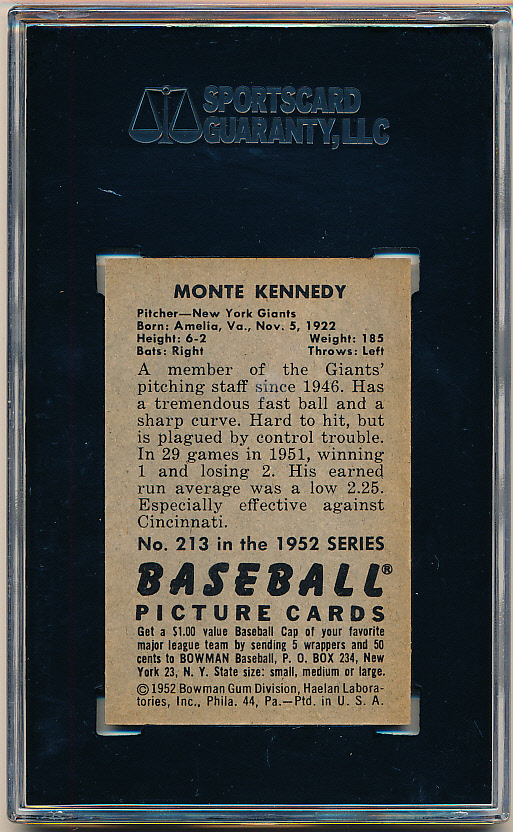 SPORTSCARD
GUARANTY, LLC
MONTE KENNEDY
Pitcher—New York Giants
Born: Amelia, Va., Nov. 5, 1922
Height: 6-2 Weight: 185
Bats: Right Throws: Left
A member of the Giants'
pitching staff since 1946. Has
a tremendous fast ball and a
sharp curve. Hard to hit, but
is plagued by control trouble.
In 29 games in 1951, winning
1 and losing 2. His earned
run average was a low 2.25.
Especially effective against
Cincinnati.
No. 213 in the 1952 SERIES
BASEBALL®
PICTURE CARDS
Get a $1.00 value Baseball Cap of your favorite
major league team by sending 5 wrappers and 50
cents to BOWMAN Baseball, P. O. BOX 234, New
York 23, N. Y. State size: small, medium or large.
©1952 Bowman Gum Division, Haelan Labora-
tories, Inc., Phila. 44, Pa.—Ptd. in U. S. A.